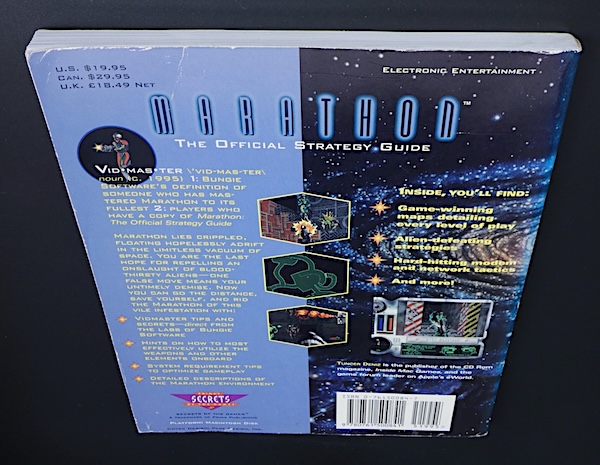 U.S. $19.95
CAN. $29.95
U.K. £18.49 NET
ELECTRONIC ENTERTAINMENT
MARATHON™
THE OFFICIAL STRATEGY GUIDE
VID•MAS•TER \'VID-MAS-TER\
noun (C. 1995) 1: BUNGIE
SOFTWARE'S DEFINITION OF
SOMEONE WHO HAS MAS-
TERED MARATHON TO ITS
FULLEST 2: PLAYERS WHO
HAVE A COPY OF Marathon:
The Official Strategy Guide
MARATHON LIES CRIPPLED,
FLOATING HOPELESSLY ADRIFT
IN THE LIMITLESS VACUUM OF
SPACE. YOU ARE THE LAST
HOPE FOR REPELLING AN
ONSLAUGHT OF BLOOD-
THIRSTY ALIENS—ONE
FALSE MOVE MEANS YOUR
UNTIMELY DEMISE. NOW YOU
CAN GO THE DISTANCE,
SAVE YOURSELF, AND RID
THE MARATHON OF THIS
VILE INFESTATION WITH:
VIDMASTER TIPS AND
SECRETS—direct FROM
THE LABS OF BUNGIE
SOFTWARE
HINTS ON HOW TO MOST
EFFECTIVELY UTILIZE THE
WEAPONS AND OTHER
ELEMENTS ONBOARD
SYSTEM REQUIREMENT TIPS
TO OPTIMIZE GAMEPLAY
DETAILED DESCRIPTIONS OF
THE MARATHON ENVIRONMENT
INSIDE, YOU'LL FIND:
Game-winning
maps detailing
every level of play
Alien-defeating
strategies
Hard-hitting modem
and network tactics
And more!
is the publisher of the CD Rom
magazine, Inside Mac Games, and the
game forum leader on Apple's eWorld.
SECRETS
SECRETS OF THE GAMES®
PLATFORM: MACINTOSH DISK